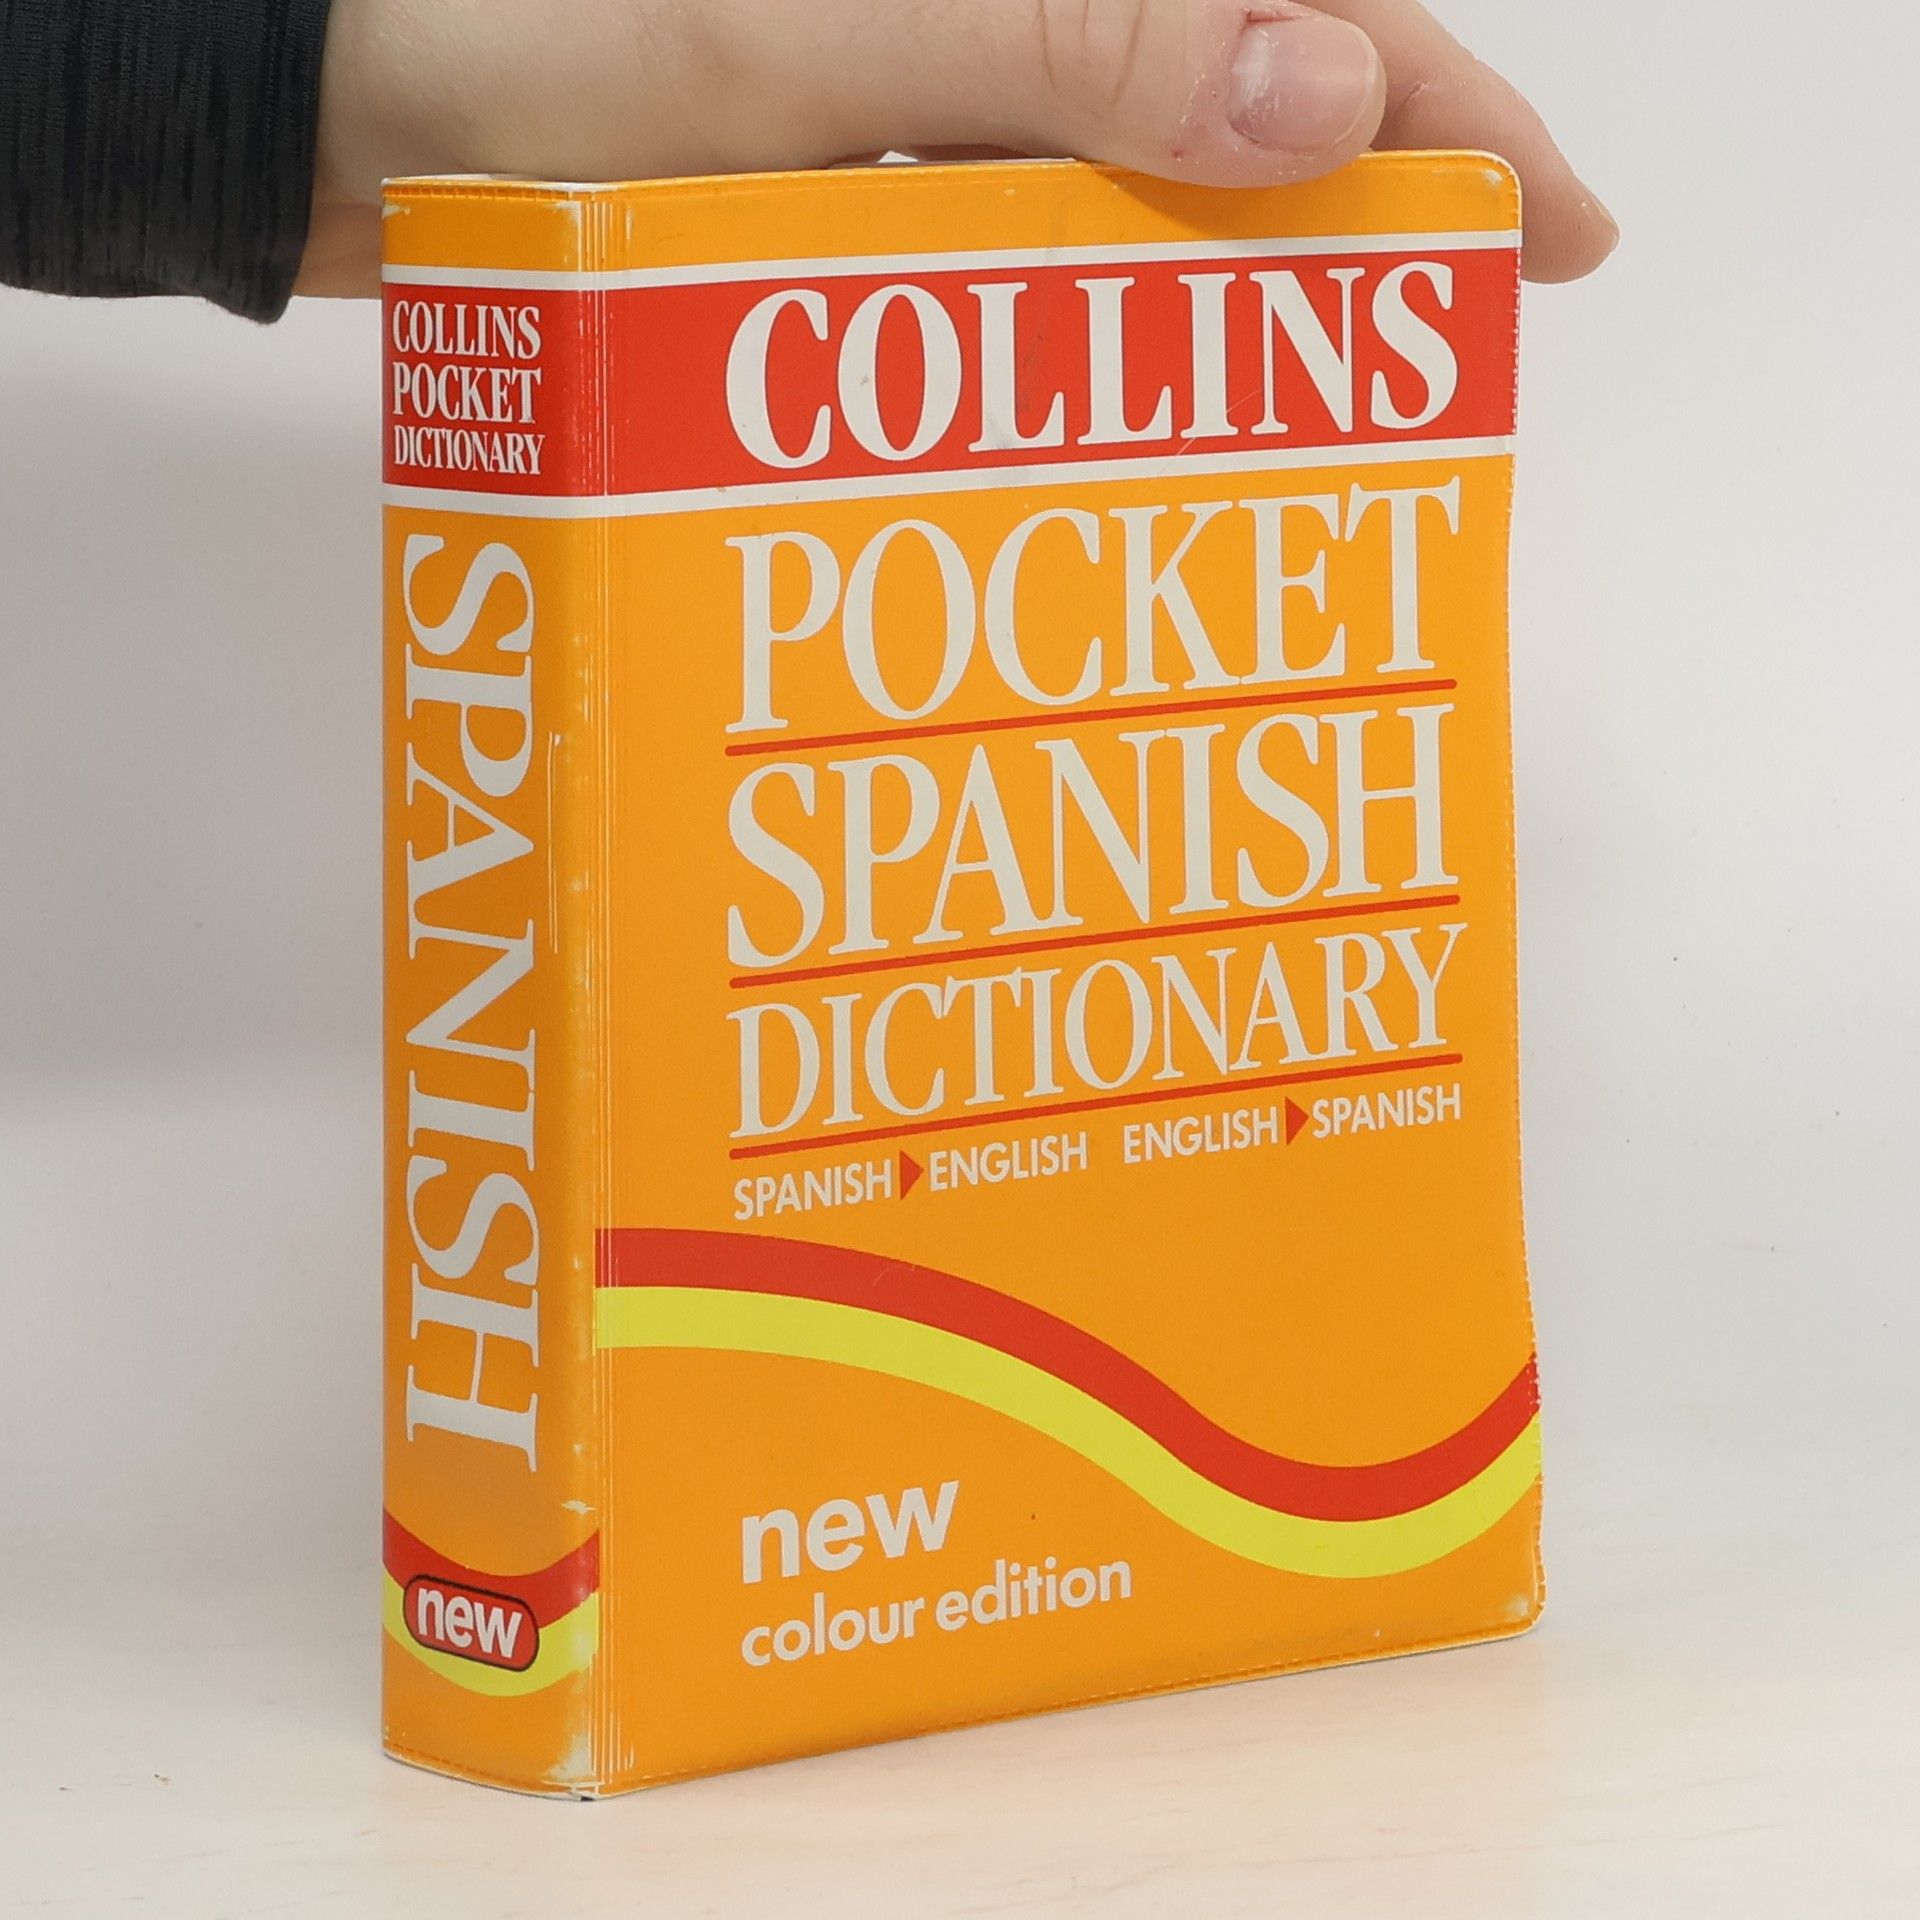 COLLINS
POCKET
DICTIONARY
SPANISH
new
COLLINS
POCKET
SPANISH
DICTIONARY
SPANISH▶ENGLISH ENGLISH▶SPANISH
new
colour edition